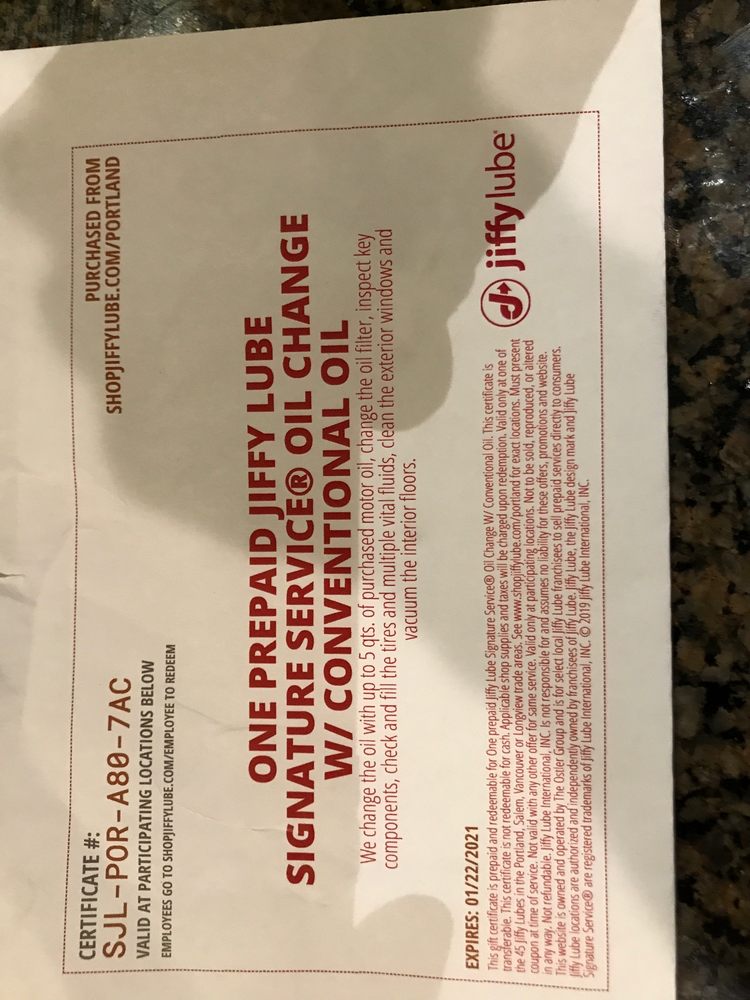 CERTIFICATE #:
SJL-POR-A80-7AC
VALID AT PARTICIPATING LOCATIONS BELOW
EMPLOYEES GO TO SHOPJIFFYLUBE.COM/EMPLOYEE TO REDEEM
PURCHASED FROM
SHOPJIFFYLUBE.COM/PORTLAND
ONE PREPAID JIFFY LUBE
SIGNATURE SERVICE® OIL CHANGE
W/ CONVENTIONAL OIL
We change the oil with up to 5 qts. of purchased motor oil, change the oil filter, inspect key
components, check and fill the tires and multiple vital fluids, clean the exterior windows and
vacuum the interior floors.
EXPIRES: 01/22/2021
This gift certificate is prepaid and redeemable for One prepaid Jiffy Lube Signature Service® Oil Change W/ Conventional Oil. This certificate is
transferable. This certificate is not redeemable for cash. Applicable shop supplies and taxes will be charged upon redemption. Valid only at one of
the 45 Jiffy Lubes in the Portland, Salem, Vancouver or Longview trade areas. See www.shopjiffylube.com/portland for exact locations. Must present
coupon at time of service. Not valid with any other offer for same service. Valid only at participating locations. Not to be sold, reproduced, or altered
in any way. Not refundable. Jiffy Lube International, INC. Is not responsible for and assumes no liability for these offers, promotions and website.
This website is owned and operated by The Ostler Group and is for select local Jiffy Lube franchisees to sell prepaid services directly to consumers.
Jiffy Lube locations are authorized and independently owned by franchisees of Jiffy Lube. Jiffy Lube, the Jiffy Lube design mark and Jiffy Lube
Signature Service® are registered trademarks of Jiffy Lube International, INC. © 2019 Jiffy Lube International, INC.
jiffy lube®